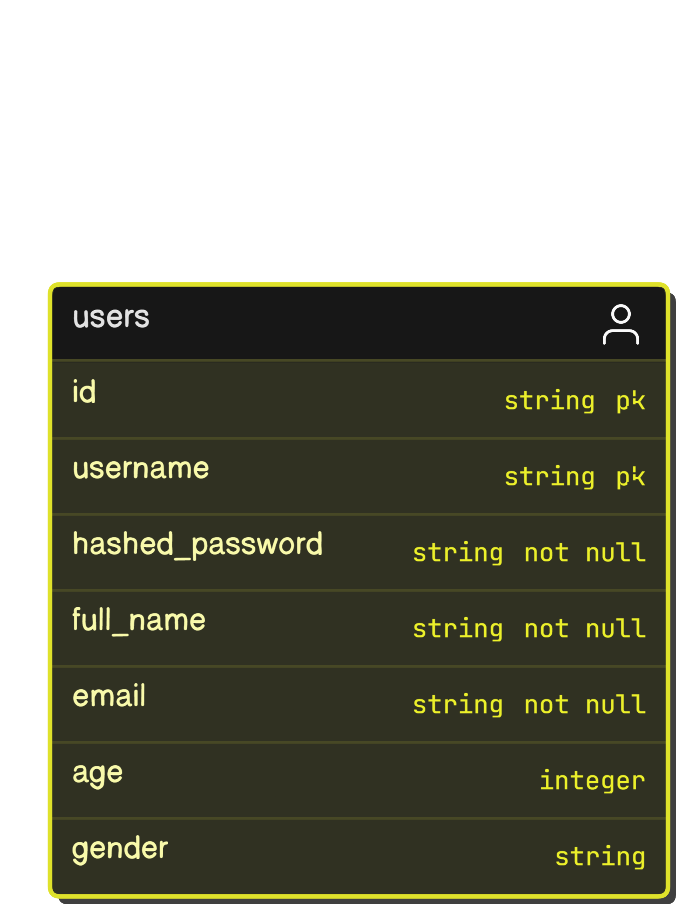 users
id string pk
username string pk
hashed_password string not null
full_name string not null
email string not null
age integer
gender string